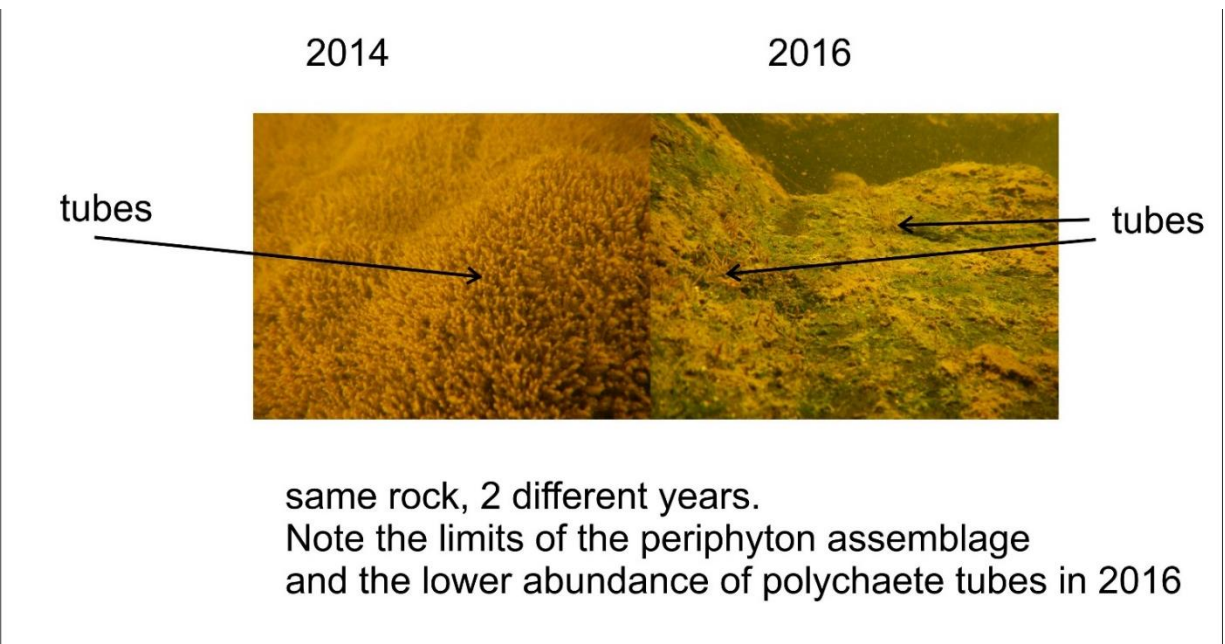 2014
2016
tubes
tubes
same rock, 2 different years.
Note the limits of the periphyton assemblage
and the lower abundance of polychaete tubes in 2016